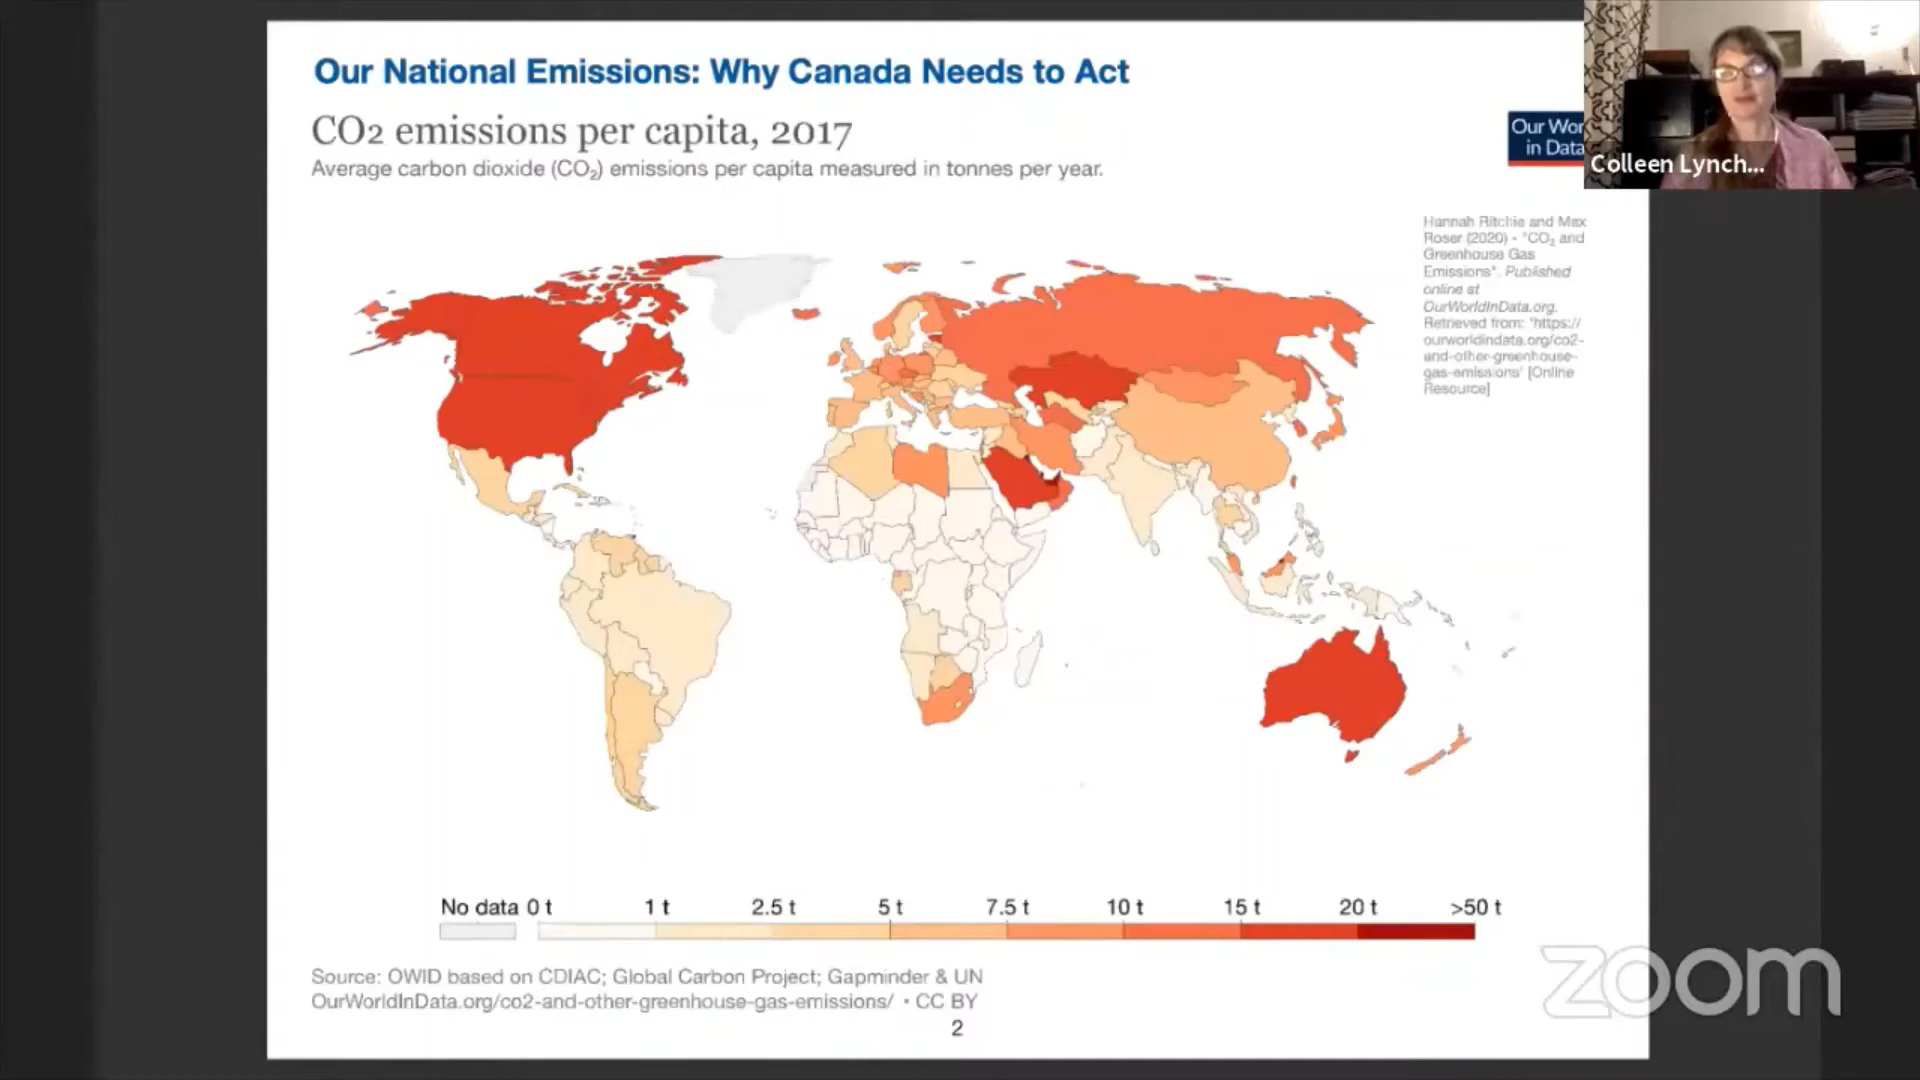 Our National Emissions: Why Canada Needs to Act
CO2 emissions per capita, 2017
Average carbon dioxide (CO₂) emissions per capita measured in tonnes per year.
Our Wor
in Data
Colleen Lynch...
Hannah Ritchie and Max
Roser (2020) - "CO₂ and
Greenhouse Gas
Emissions". Published
online at
OurWorldInData.org.
Retrieved from: 'https://
ourworldindata.org/co2-
and-other-greenhouse-
gas-emissions' [Online
Resource]
No data 0 t 1 t 2.5 t 5 t 7.5 t 10 t 15 t 20 t >50 t
Source: OWID based on CDIAC; Global Carbon Project; Gapminder & UN
OurWorldInData.org/co2-and-other-greenhouse-gas-emissions/ • CC BY
2
zoom